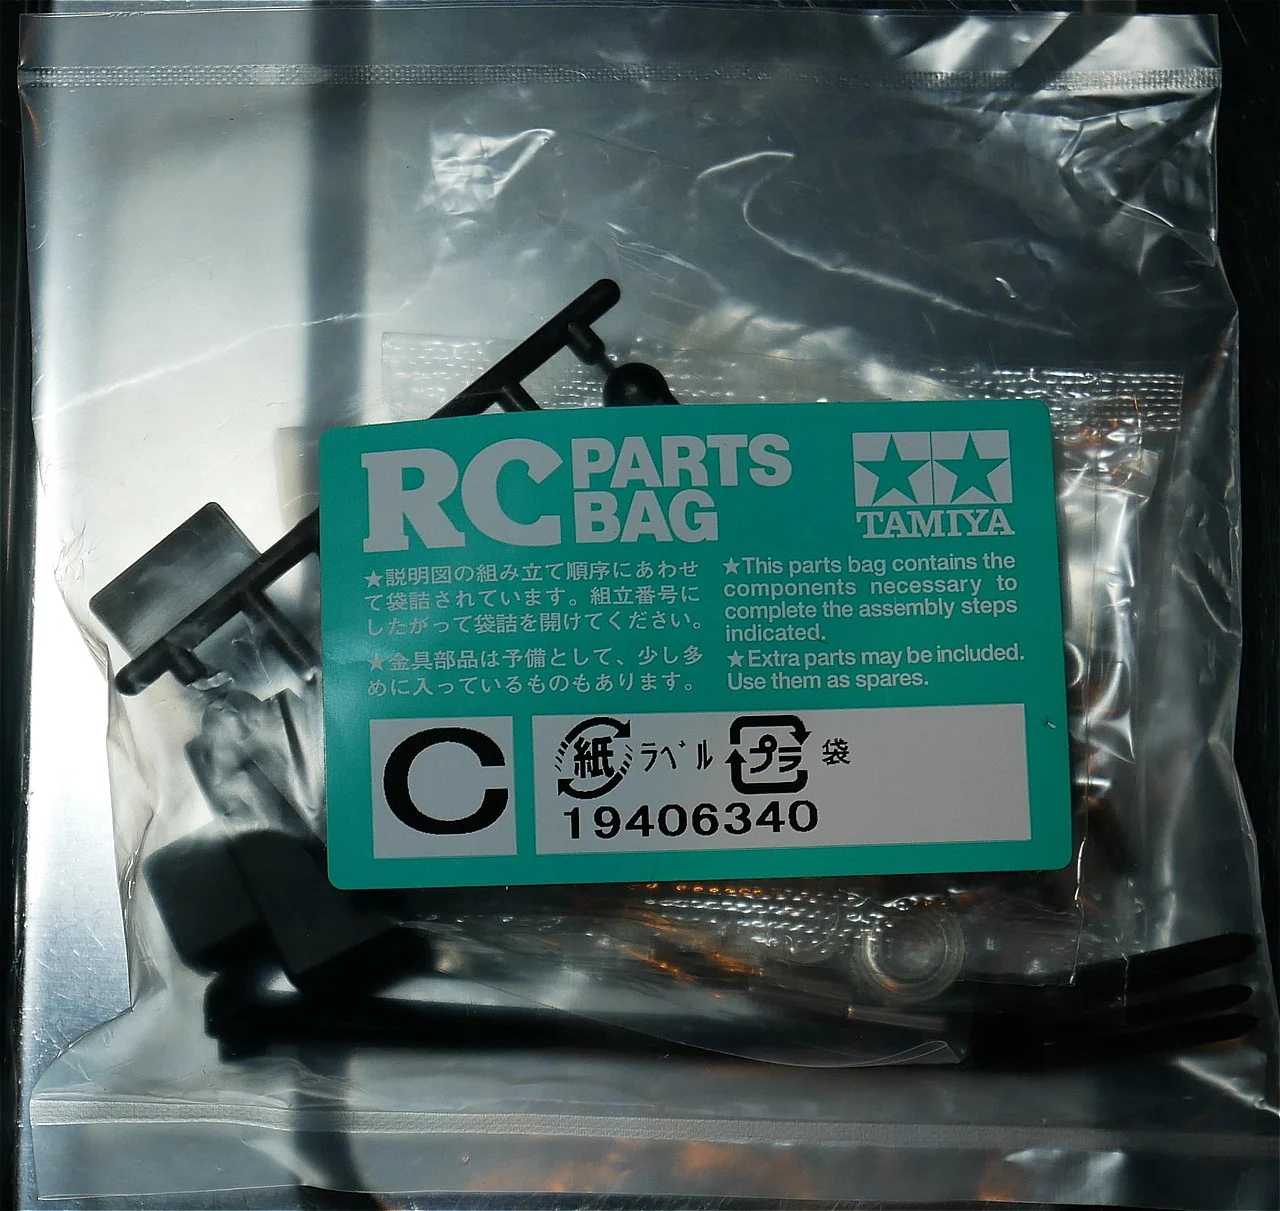 RC PARTS
BAG
TAMIYA
★説明図の組み立て順序にあわせ
て袋詰されています。組立番号に
したがって袋詰を開けてください。
★金具部品は予備として、少し多
めに入っているものもあります。
★This parts bag contains the
components necessary to
complete the assembly steps
indicated.
★Extra parts may be included.
Use them as spares.
C
紙 ラベル プラ 袋
19406340